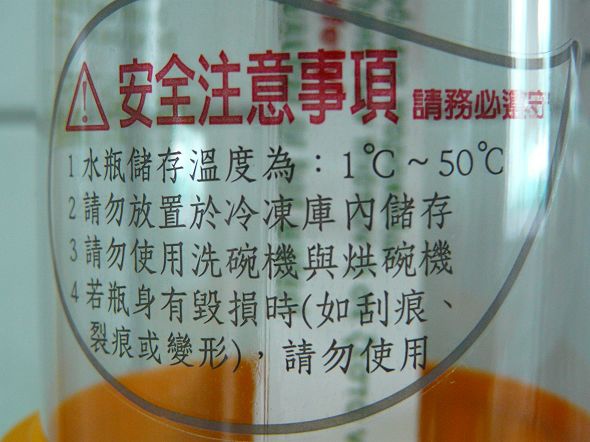 安全注意事項 請務必遵守
1 水瓶儲存溫度為：1℃～50℃
2 請勿放置於冷凍庫內儲存
3 請勿使用洗碗機與烘碗機
4 若瓶身有毀損時(如刮痕、
裂痕或變形)，請勿使用